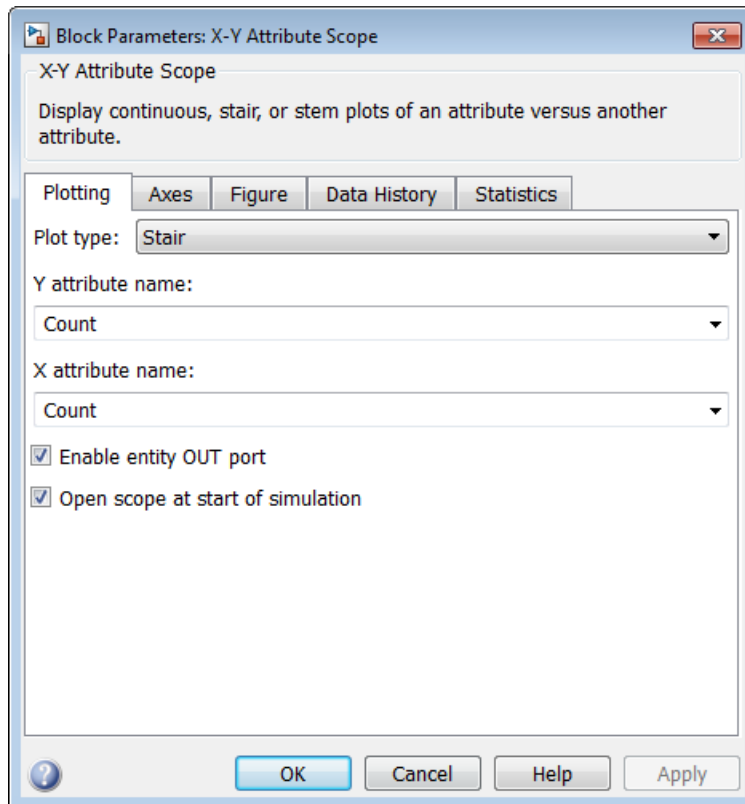 Block Parameters: X-Y Attribute Scope
X-Y Attribute Scope
Display continuous, stair, or stem plots of an attribute versus another
attribute.
Plotting Axes Figure Data History Statistics
Plot type: Stair
Y attribute name:
Count
X attribute name:
Count
Enable entity OUT port
Open scope at start of simulation
? OK Cancel Help Apply